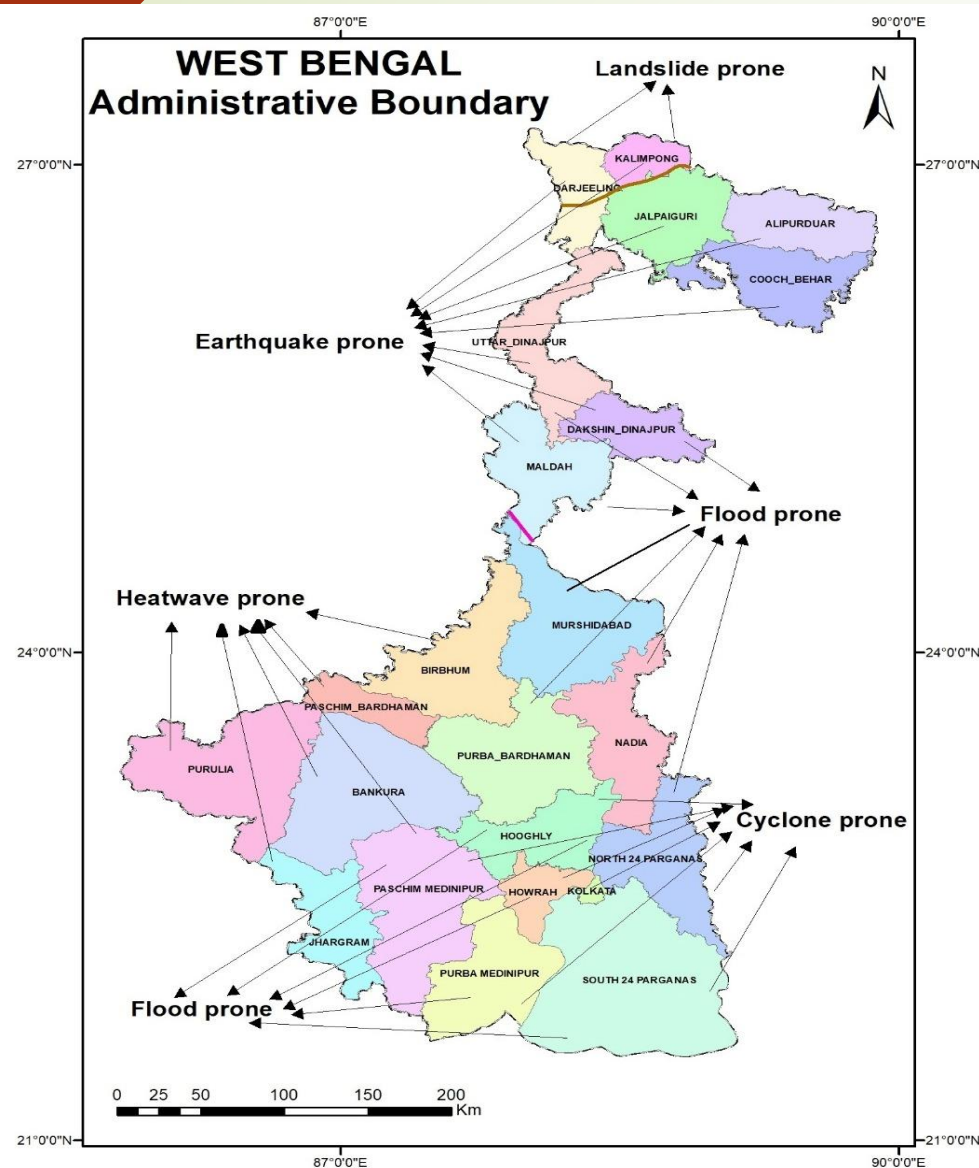 87°0'0"E
90°0'0"E
WEST BENGAL
Administrative Boundary
Landslide prone
N
27°0'0"N
27°0'0"N
KALIMPONG
DARJEELING
JALPAIGURI
ALIPURDUAR
COOCH_BEHAR
Earthquake prone
UTTAR_DINAJPUR
DAKSHIN_DINAJPUR
MALDAH
Flood prone
Heatwave prone
MURSHIDABAD
24°0'0"N
24°0'0"N
BIRBHUM
PASCHIM_BARDHAMAN
NADIA
PURBA_BARDHAMAN
PURULIA
BANKURA
Cyclone prone
HOOGHLY
NORTH 24 PARGANAS
PASCHIM MEDINIPUR
HOWRAH
KOLKATA
JHARGRAM
PURBA MEDINIPUR
SOUTH 24 PARGANAS
Flood prone
0 25 50 100 150 200
Km
21°0'0"N
21°0'0"N
87°0'0"E
90°0'0"E